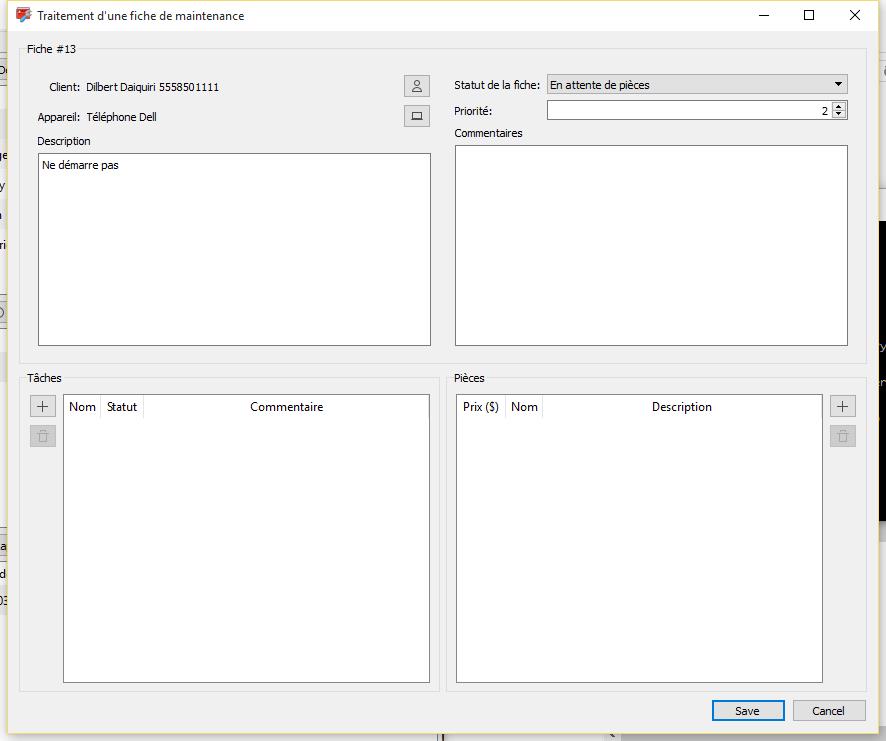 Traitement d'une fiche de maintenance
Fiche #13
Client: Dilbert Daiquiri 5558501111
Appareil: Téléphone Dell
Description
Ne démarre pas
Statut de la fiche: En attente de pièces
Priorité: 2
Commentaires
Tâches
Nom Statut Commentaire
Pièces
Prix ($) Nom Description
Save Cancel